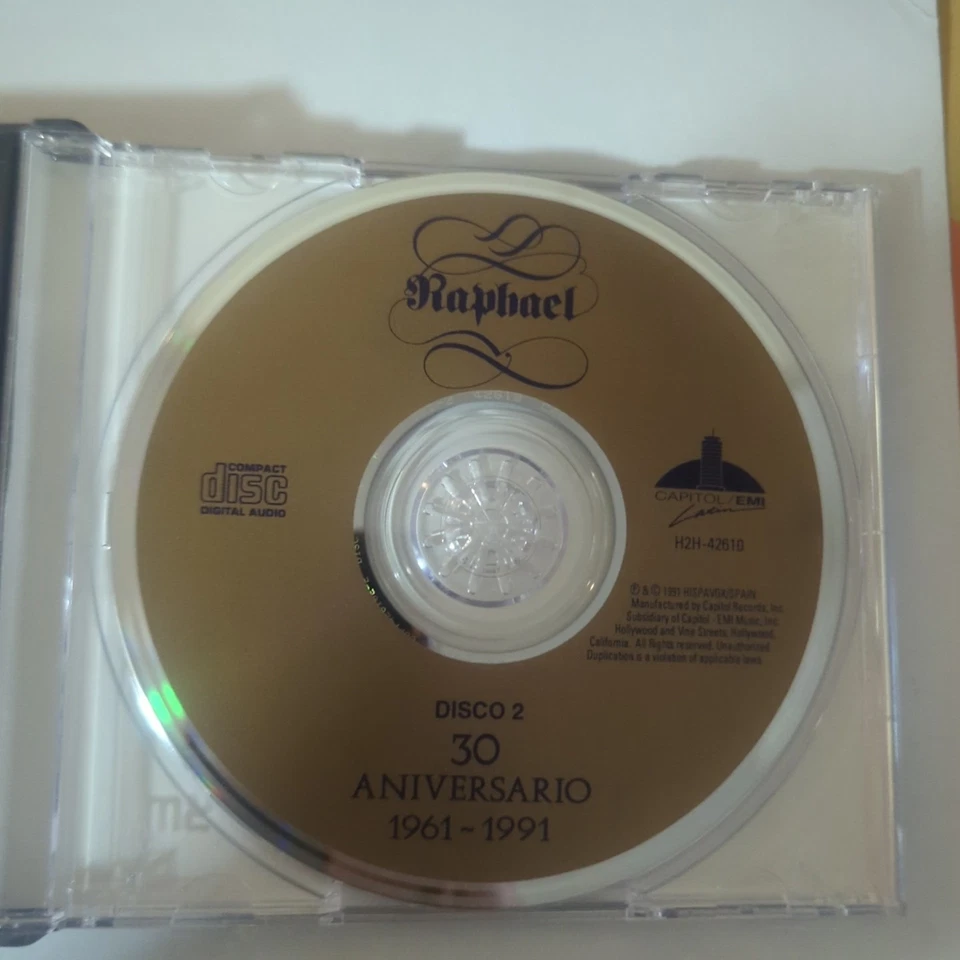 Raphael
COMPACT
disc
DIGITAL AUDIO
CAPITOL/EMI
Latin
H2H-42610
℗ & © 1991 HISPAVOX/SPAIN
Manufactured by Capitol Records, Inc.
Subsidiary of Capitol - EMI Music, Inc.
Hollywood and Vine Streets, Hollywood,
California. All Rights reserved. Unauthorized
Duplication is a violation of applicable laws.
DISCO 2
30
ANIVERSARIO
1961-1991